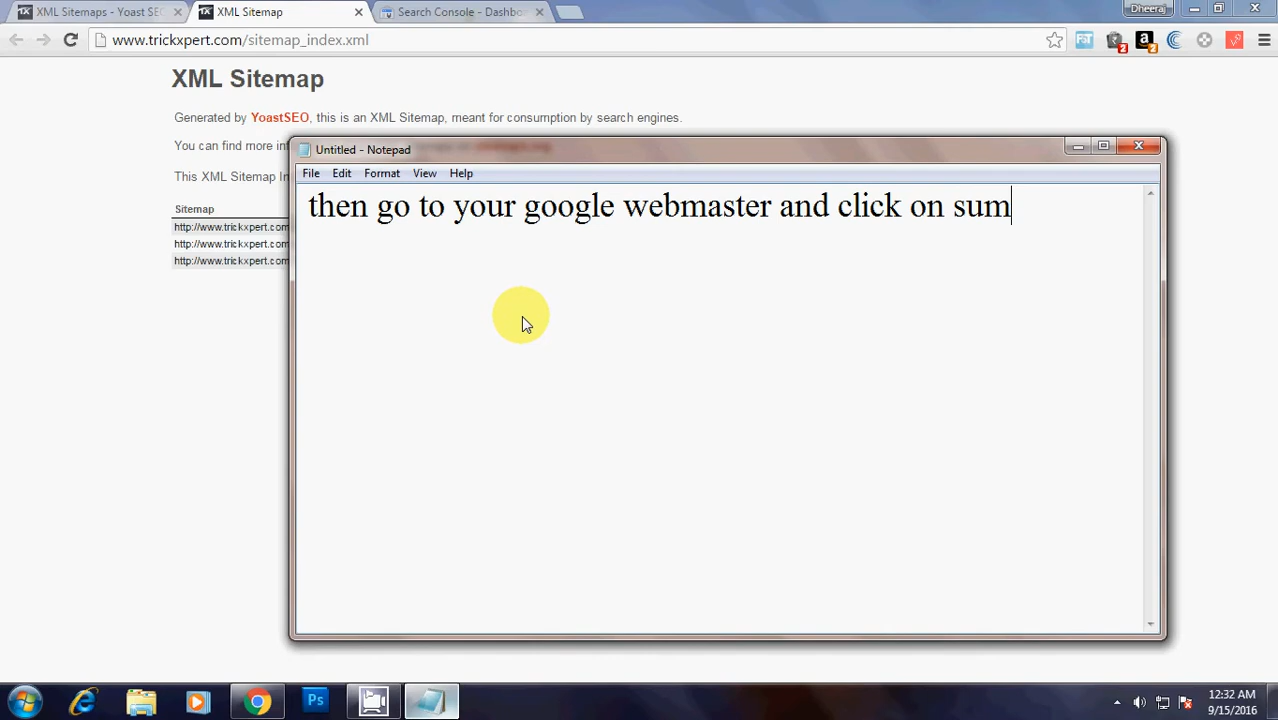 XML Sitemaps - Yoast SEO
XML Sitemap
Search Console - Dashbo
Dheeraj
www.trickxpert.com/sitemap_index.xml
2
2
XML Sitemap
Generated by YoastSEO, this is an XML Sitemap, meant for consumption by search engines.
You can find more inf
This XML Sitemap In
Sitemap
http://www.trickxpert.com
http://www.trickxpert.com
http://www.trickxpert.com
Untitled - Notepad
File Edit Format View Help
then go to your google webmaster and click on sum
Ps
12:32 AM
9/15/2016